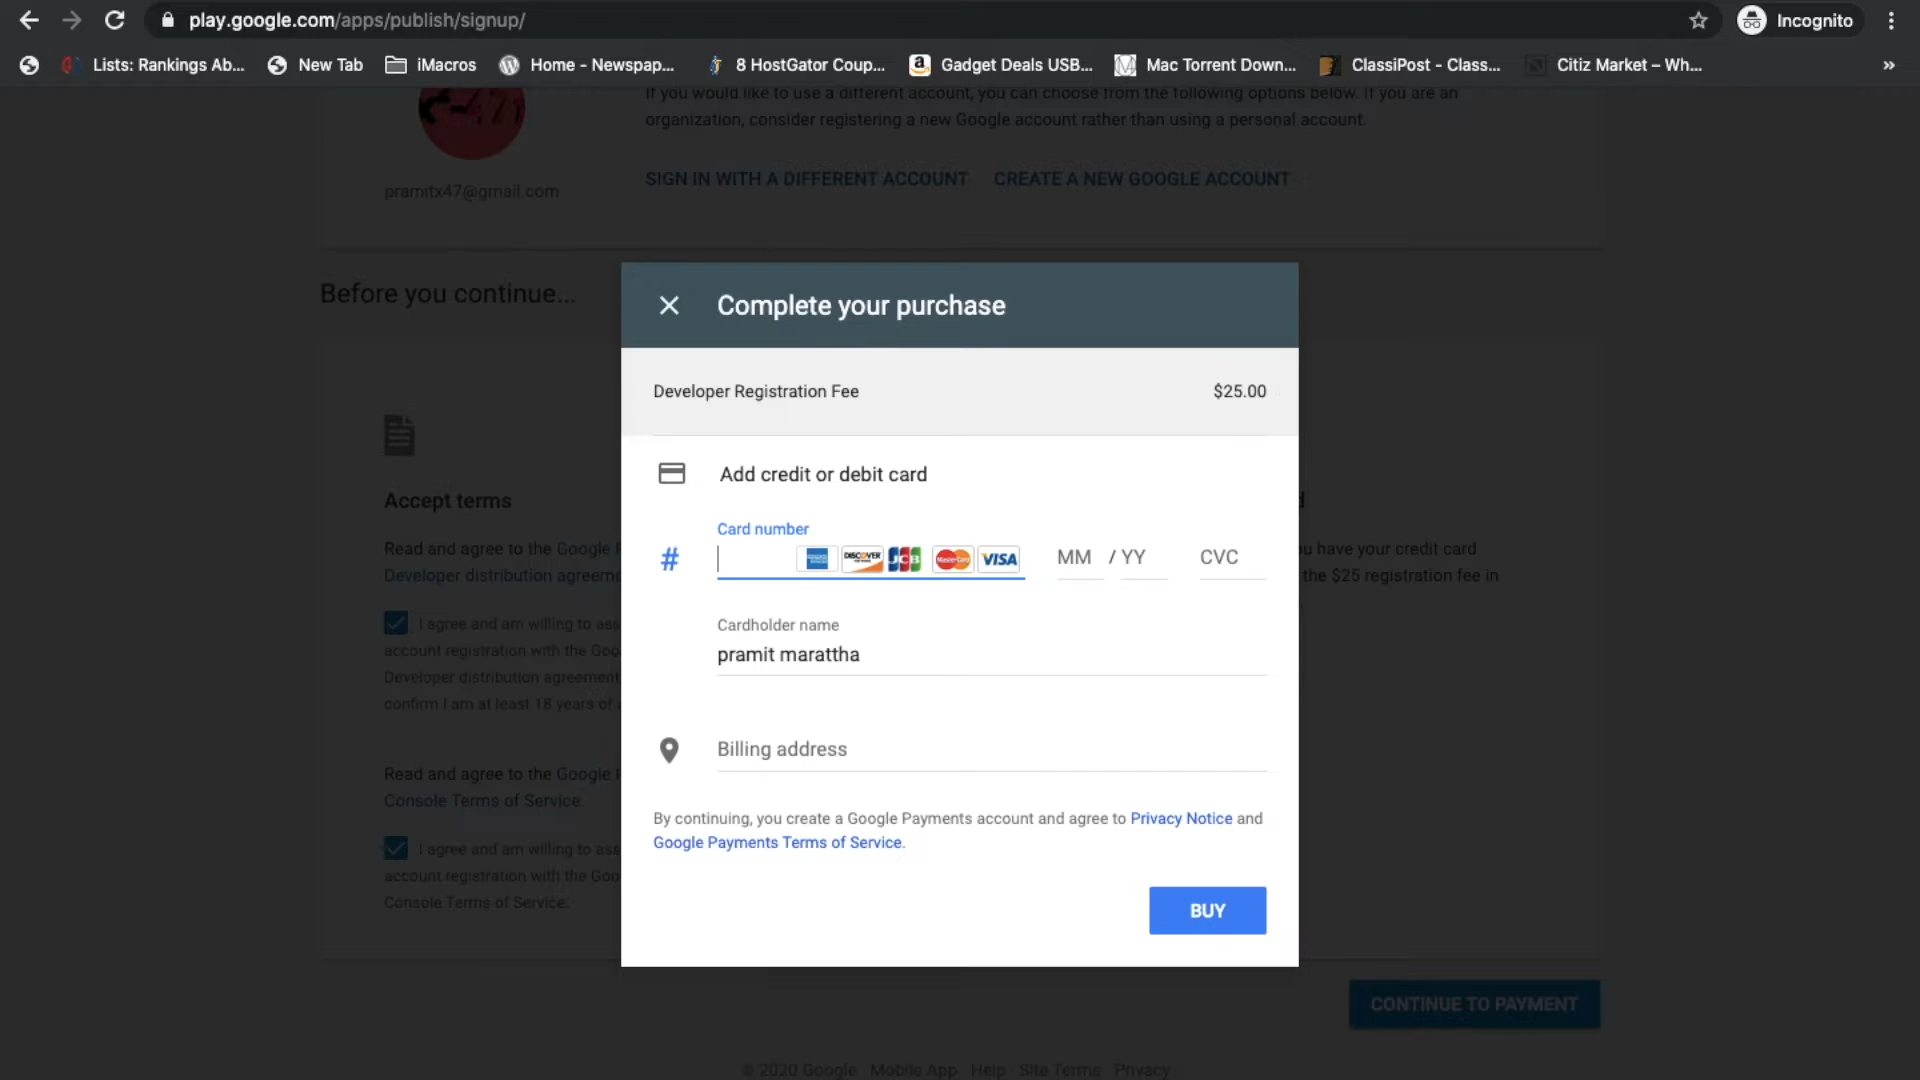 play.google.com/apps/publish/signup/
Incognito
Lists: Rankings Ab...
New Tab
iMacros
Home - Newspap...
8 HostGator Coup...
Gadget Deals USB...
Mac Torrent Down...
ClassiPost - Class...
Citiz Market – Wh...
»
If you would like to use a different account, you can choose from the following options below. If you are an
organization, consider registering a new Google account rather than using a personal account.
pramitx47@gmail.com
SIGN IN WITH A DIFFERENT ACCOUNT CREATE A NEW GOOGLE ACCOUNT
Before you continue...
Accept terms
Read and agree to the Google
Developer distribution agreeme
I agree and am willing to ass
account registration with the Goo
Developer distribution agreement
confirm I am at least 18 years of
Read and agree to the Google
Console Terms of Service.
I agree and am willing to ass
account registration with the Goo
Console Terms of Service.
Complete your purchase
Developer Registration Fee $25.00
Add credit or debit card
Card number
# DISCOVER JCB MasterCard VISA MM / YY CVC
Cardholder name
pramit marattha
Billing address
By continuing, you create a Google Payments account and agree to Privacy Notice and
Google Payments Terms of Service.
BUY
u have your credit card
the $25 registration fee in
CONTINUE TO PAYMENT
© 2020 Google · Mobile App · Help · Site Terms · Privacy